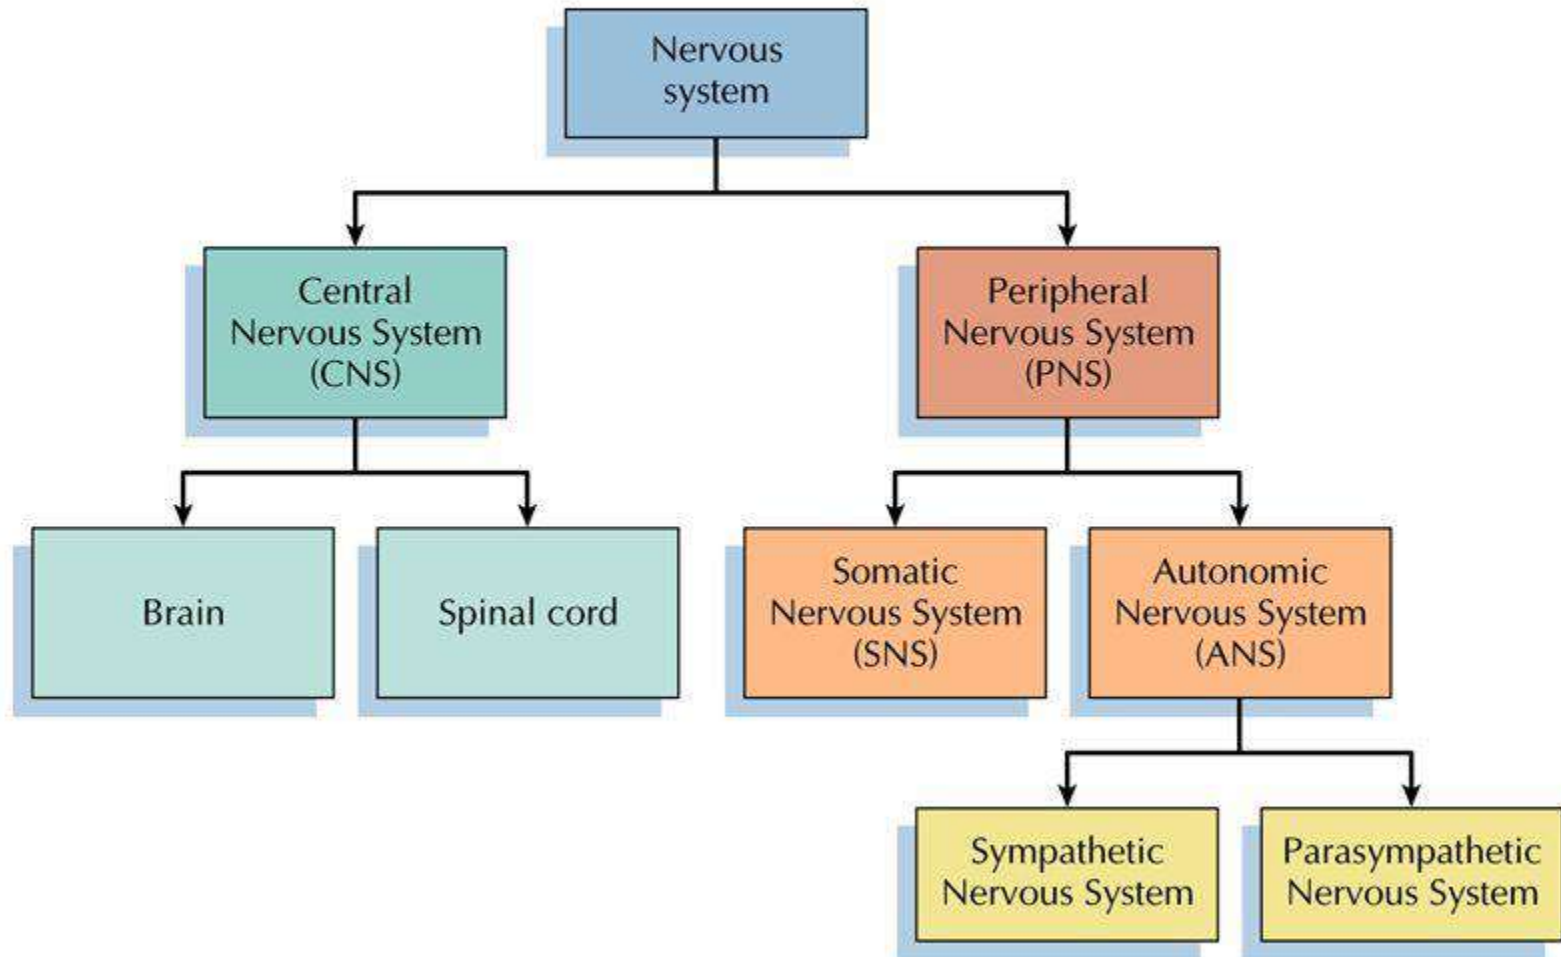 Nervous
system
Central
Nervous System
(CNS)
Peripheral
Nervous System
(PNS)
Brain
Spinal cord
Somatic
Nervous System
(SNS)
Autonomic
Nervous System
(ANS)
Sympathetic
Nervous System
Parasympathetic
Nervous System